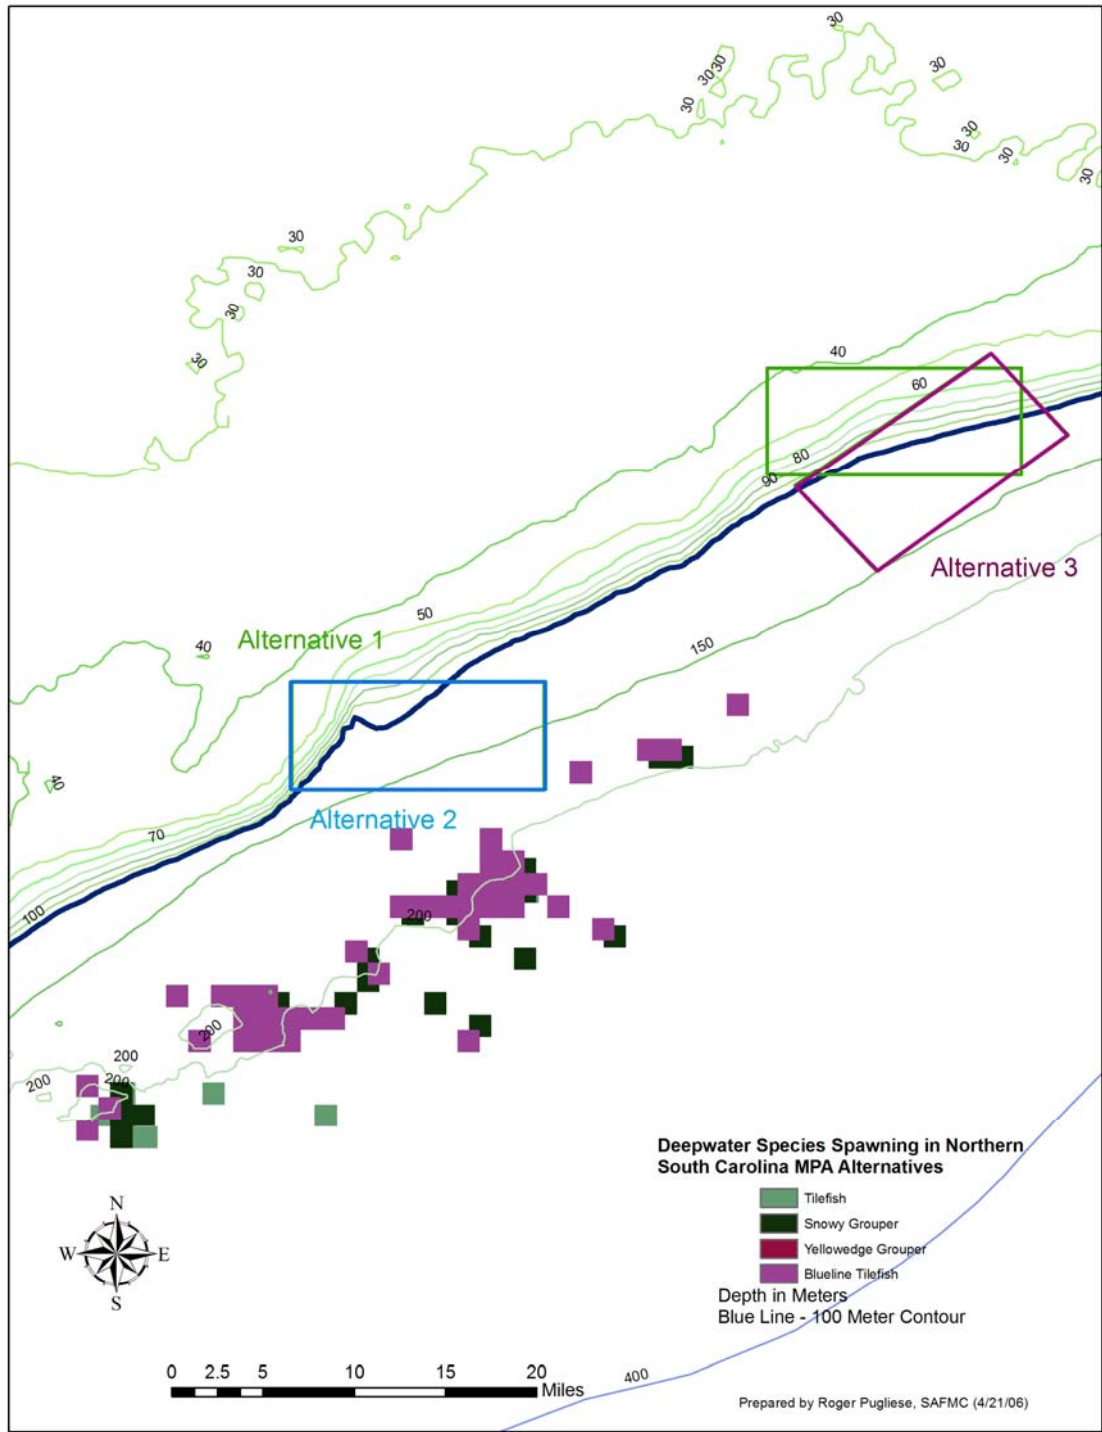 30
30
30
30
30
30
30
30
30
30
30
30
30
30
40
60
80
90
Alternative 3
50
40
Alternative 1
150
40
Alternative 2
70
100
200
200
200
200
200
Deepwater Species Spawning in Northern
South Carolina MPA Alternatives
Tilefish
Snowy Grouper
Yellowedge Grouper
Blueline Tilefish
Depth in Meters
Blue Line - 100 Meter Contour
N
W E
S
0 2.5 5 10 15 20
Miles
400
Prepared by Roger Pugliese, SAFMC (4/21/06)